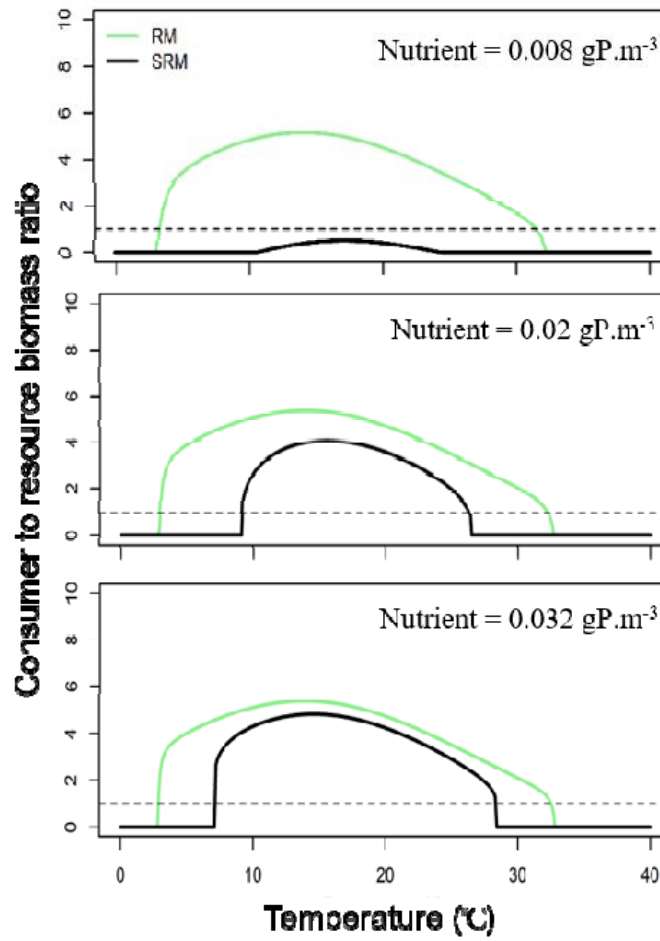 RM
SRM
Nutrient = 0.008 gP.m-3
0 2 4 6 8 10
Nutrient = 0.02 gP.m-3
0 2 4 6 8 10
Nutrient = 0.032 gP.m-3
0 2 4 6 8 10
Consumer to resource biomass ratio
0 10 20 30 40
Temperature (°C)